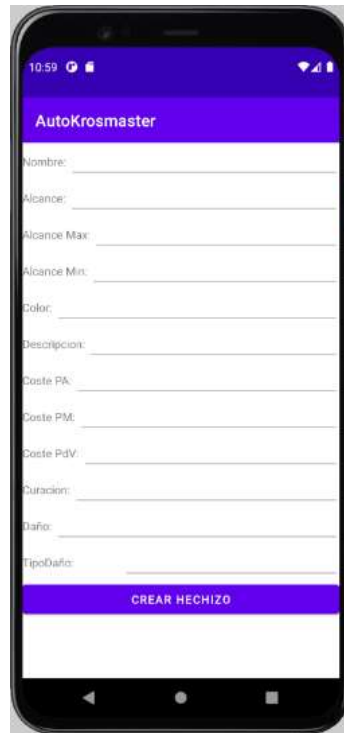 10:59
AutoKrosmaster
Nombre:
Alcance:
Alcance Max:
Alcance Min:
Color:
Descripcion:
Coste PA:
Coste PM:
Coste PdV:
Curacion:
Daño:
TipoDaño:
CREAR HECHIZO